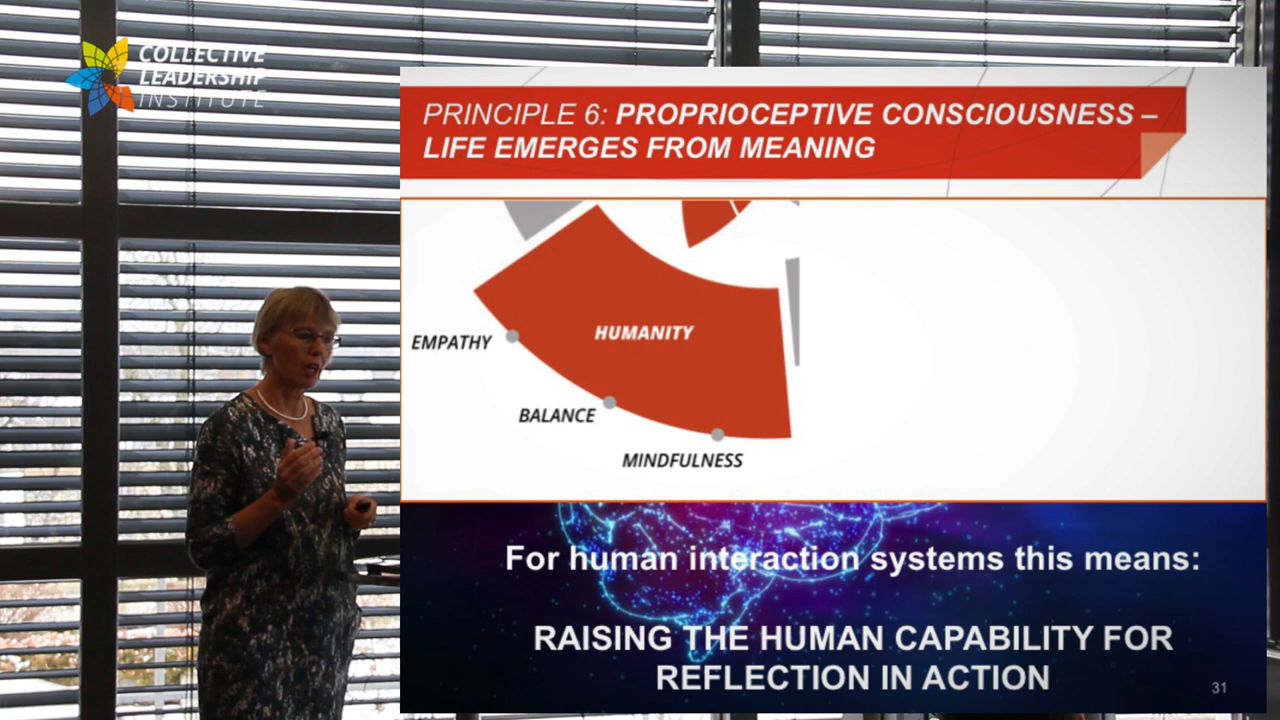 COLLECTIVE
LEADERSHIP
INSTITUTE
PRINCIPLE 6: PROPRIOCEPTIVE CONSCIOUSNESS –
LIFE EMERGES FROM MEANING
HUMANITY
EMPATHY
BALANCE
MINDFULNESS
For human interaction systems this means:
RAISING THE HUMAN CAPABILITY FOR
REFLECTION IN ACTION
31